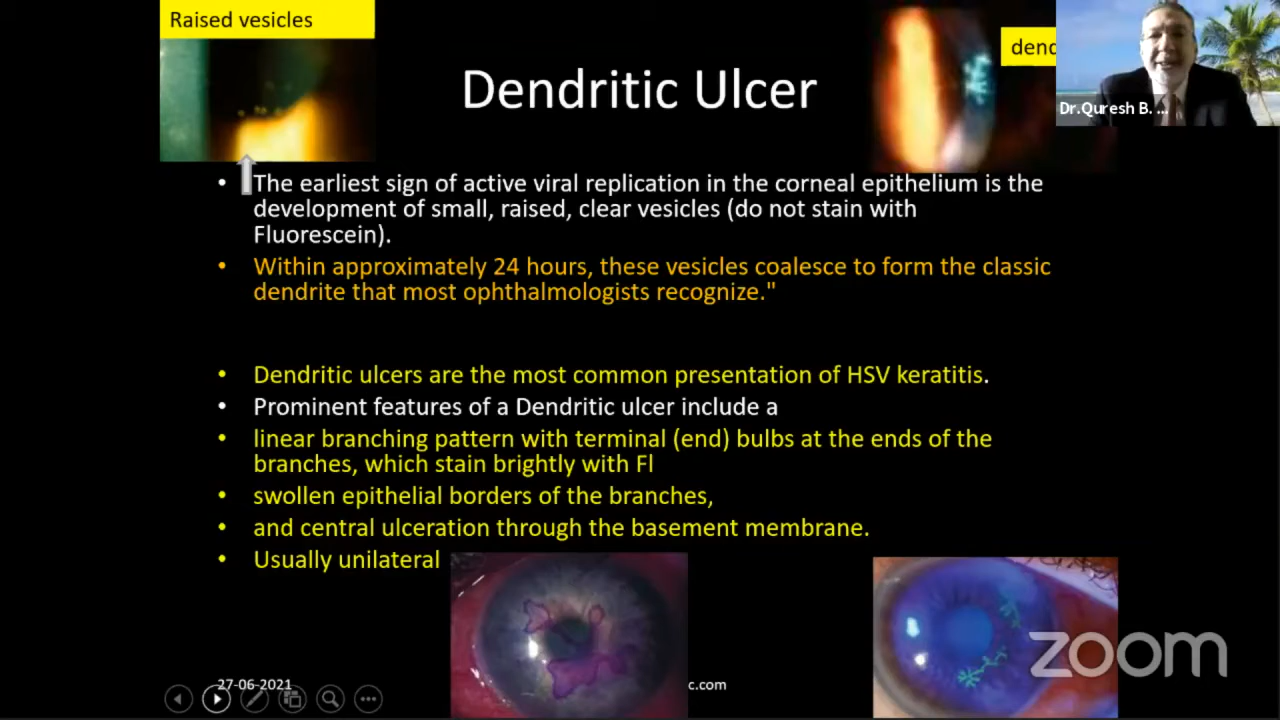 Raised vesicles
Dendritic Ulcer
Dr.Quresh B. ...
• The earliest sign of active viral replication in the corneal epithelium is the
development of small, raised, clear vesicles (do not stain with
Fluorescein).
• Within approximately 24 hours, these vesicles coalesce to form the classic
dendrite that most ophthalmologists recognize."
• Dendritic ulcers are the most common presentation of HSV keratitis.
• Prominent features of a Dendritic ulcer include a
• linear branching pattern with terminal (end) bulbs at the ends of the
branches, which stain brightly with Fl
• swollen epithelial borders of the branches,
• and central ulceration through the basement membrane.
• Usually unilateral
zoom
27-06-2021
c.com